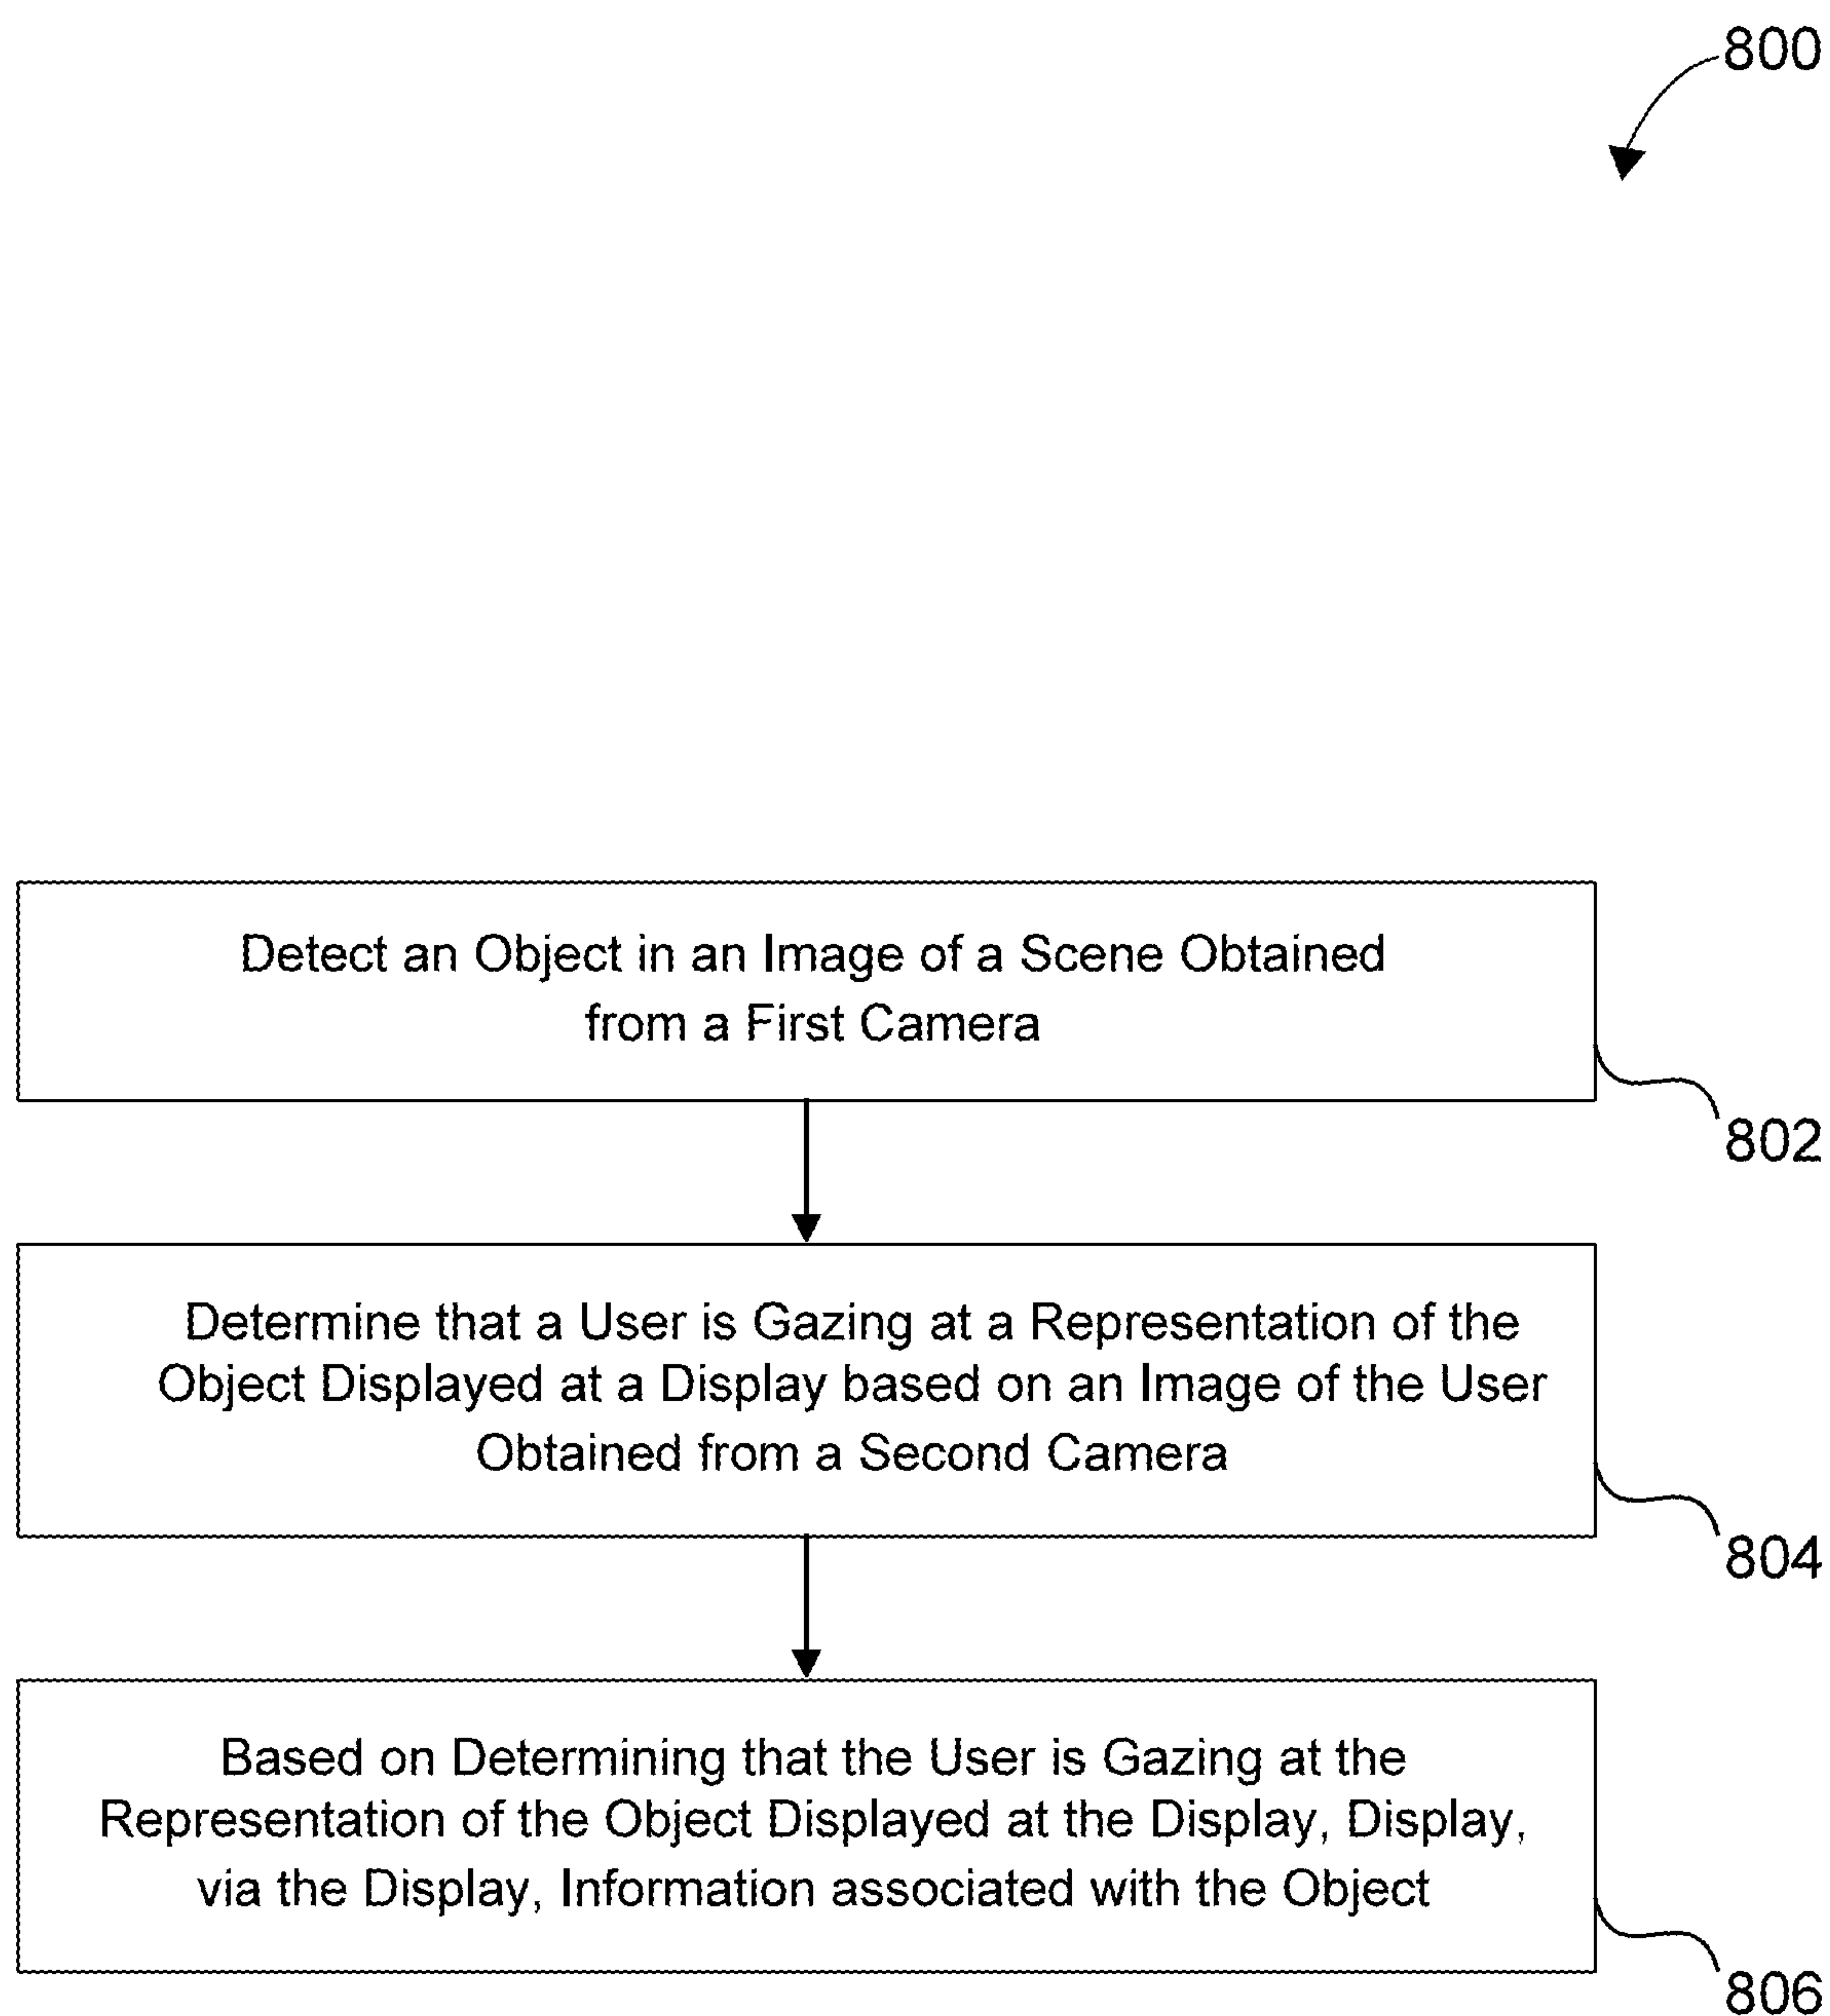 800
Detect an Object in an Image of a Scene Obtained
from a First Camera
802
Determine that a User is Gazing at a Representation of the
Object Displayed at a Display based on an Image of the User
Obtained from a Second Camera
804
Based on Determining that the User is Gazing at the
Representation of the Object Displayed at the Display, Display,
via the Display, Information associated with the Object
806